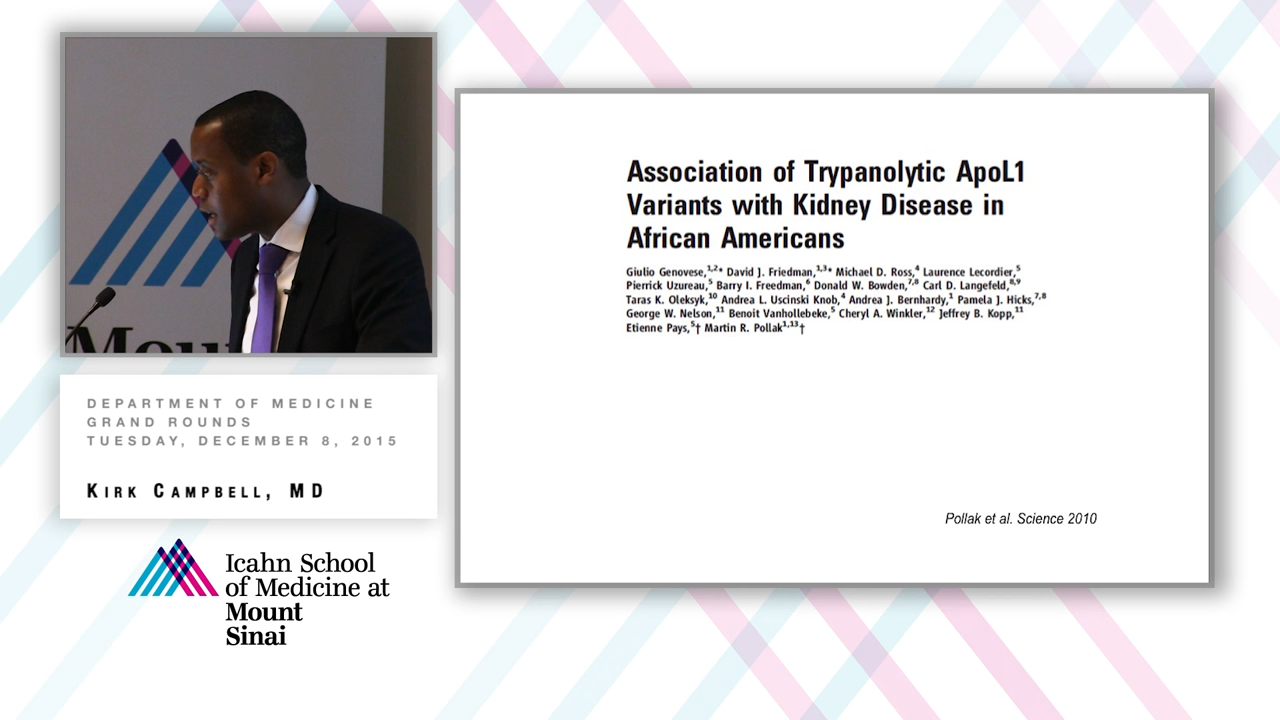 Mount
DEPARTMENT OF MEDICINE
GRAND ROUNDS
TUESDAY, DECEMBER 8, 2015
KIRK CAMPBELL, MD
Icahn School
of Medicine at
Mount
Sinai
Association of Trypanolytic ApoL1
Variants with Kidney Disease in
African Americans
Giulio Genovese,1,2* David J. Friedman,1,3* Michael D. Ross,4 Laurence Lecordier,5
Pierrick Uzureau,5 Barry I. Freedman,6 Donald W. Bowden,7,8 Carl D. Langefeld,8,9
Taras K. Oleksyk,10 Andrea L. Uscinski Knob,4 Andrea J. Bernhardy,1 Pamela J. Hicks,7,8
George W. Nelson,11 Benoit Vanhollebeke,5 Cheryl A. Winkler,12 Jeffrey B. Kopp,11
Etienne Pays,5† Martin R. Pollak1,13†
Pollak et al. Science 2010